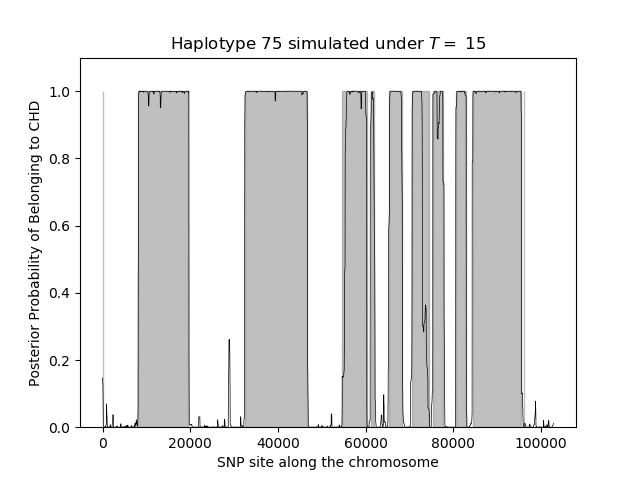 Haplotype 75 simulated under T = 15
Posterior Probability of Belonging to CHD
1.0
0.8
0.6
0.4
0.2
0.0
0 20000 40000 60000 80000 100000
SNP site along the chromosome